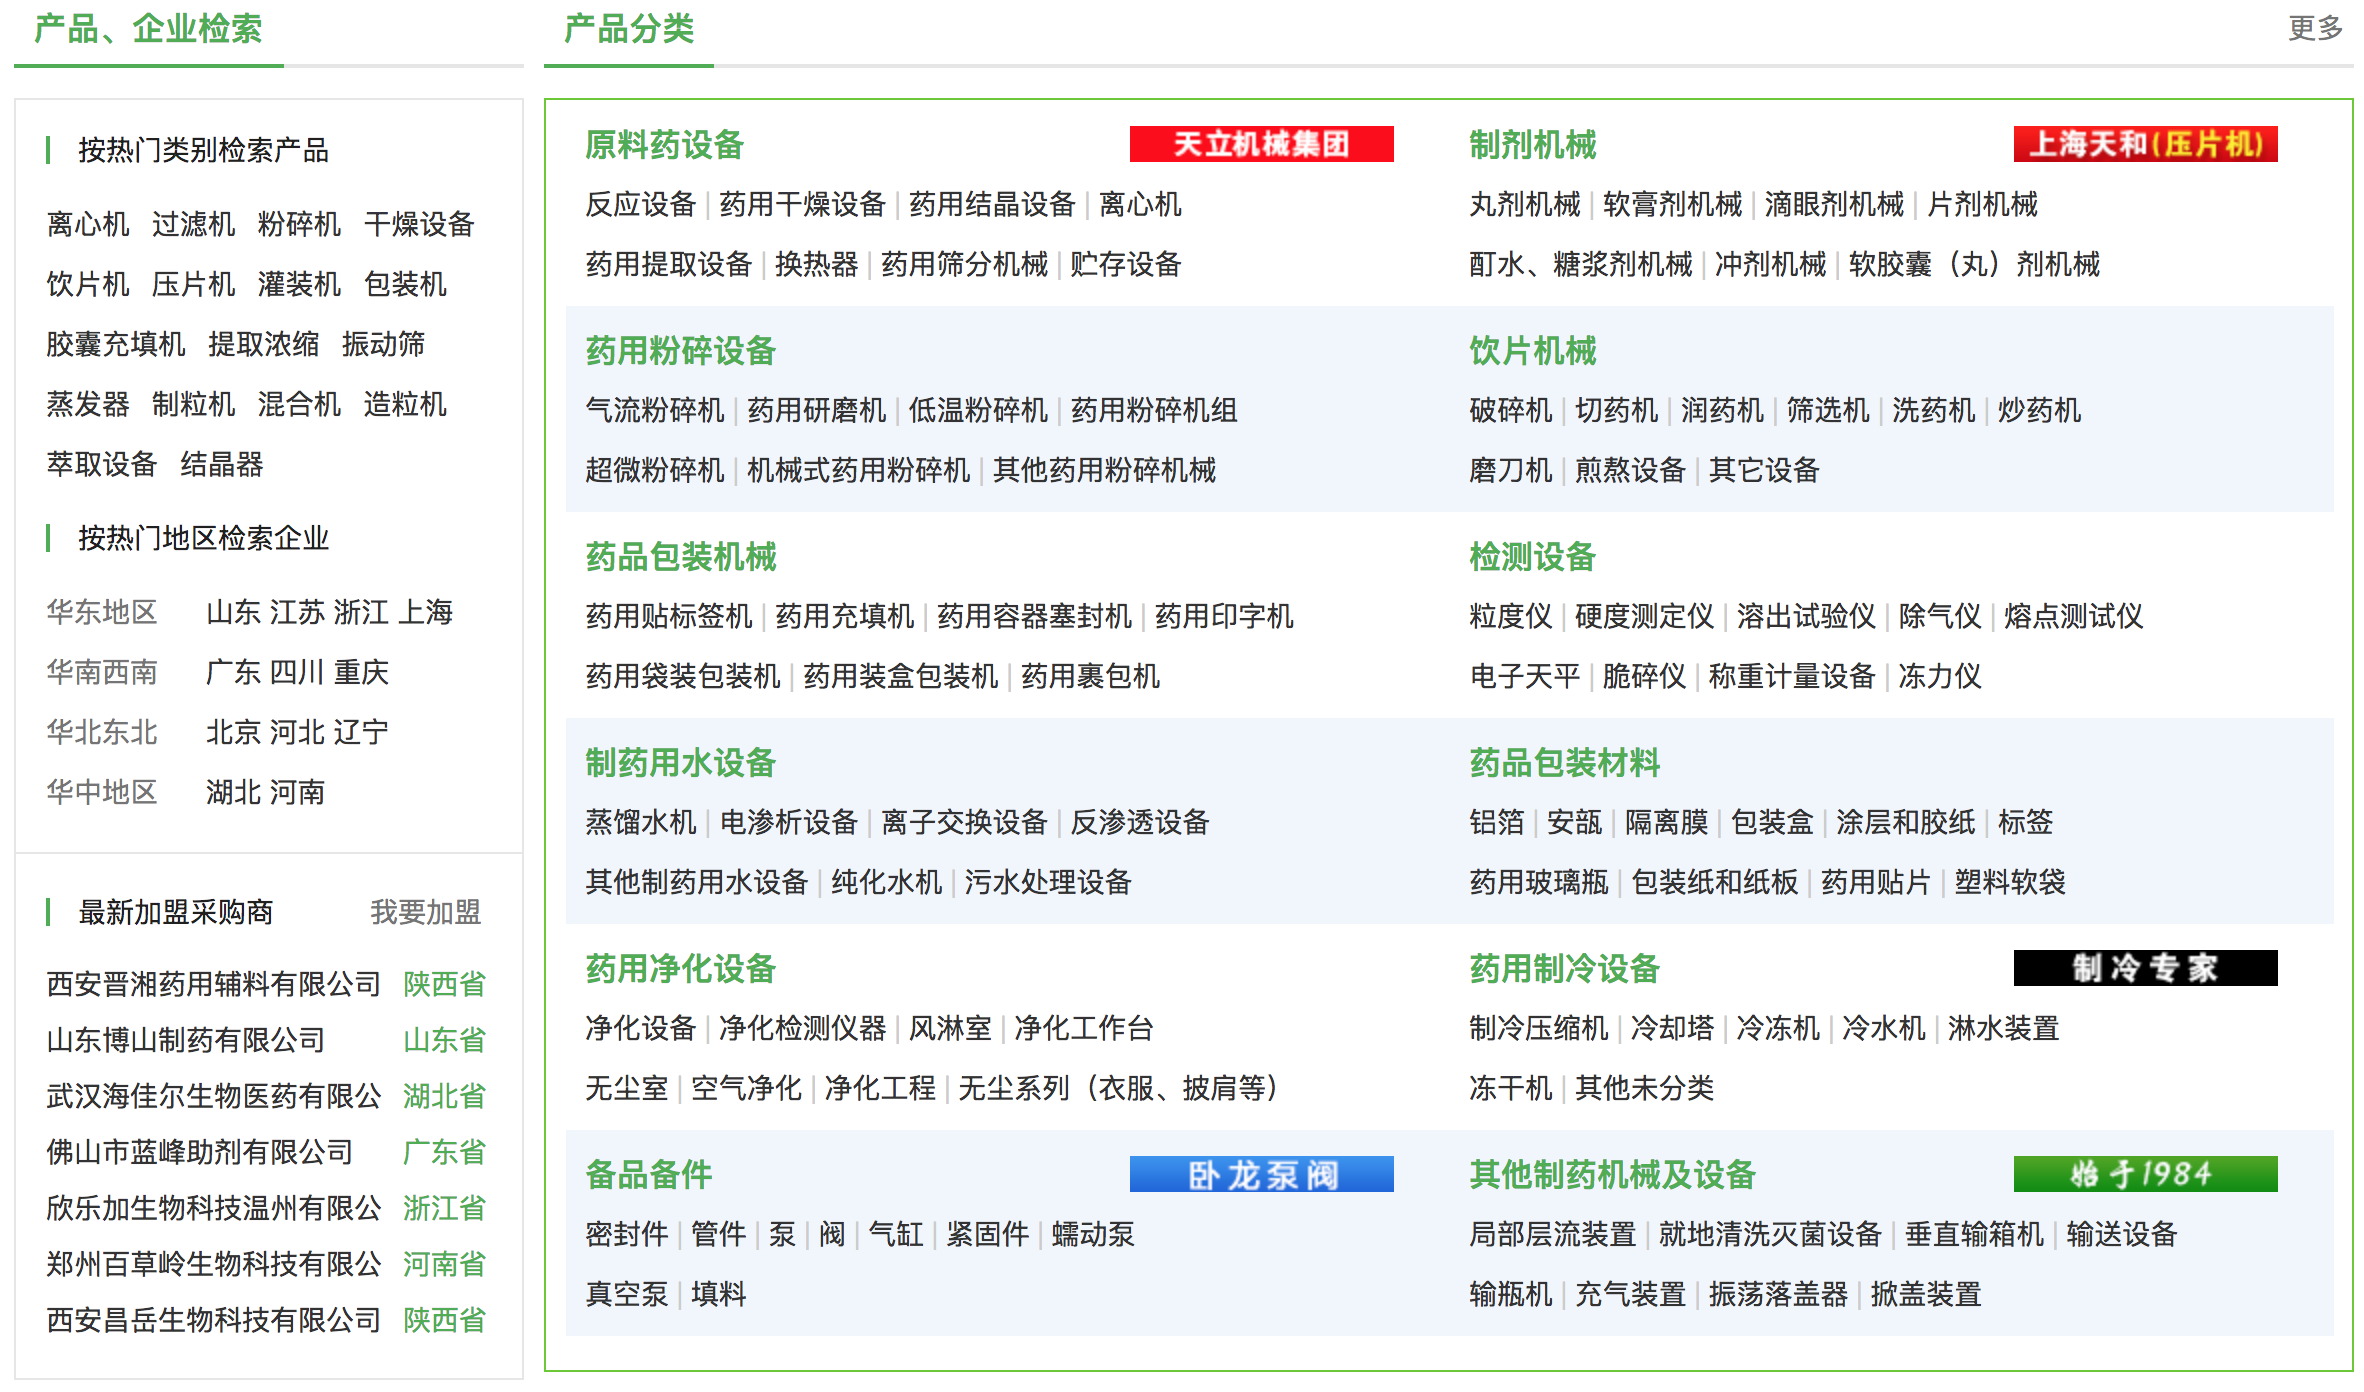 产品、企业检索
按热门类别检索产品
离心机 过滤机 粉碎机 干燥设备
饮片机 压片机 灌装机 包装机
胶囊充填机 提取浓缩 振动筛
蒸发器 制粒机 混合机 造粒机
萃取设备 结晶器
按热门地区检索企业
华东地区 山东 江苏 浙江 上海
华南西南 广东 四川 重庆
华北东北 北京 河北 辽宁
华中地区 湖北 河南
最新加盟采购商 我要加盟
西安晋湘药用辅料有限公司 陕西省
山东博山制药有限公司 山东省
武汉海佳尔生物医药有限公 湖北省
佛山市蓝峰助剂有限公司 广东省
欣乐加生物科技温州有限公 浙江省
郑州百草岭生物科技有限公 河南省
西安昌岳生物科技有限公司 陕西省
产品分类 更多
原料药设备 天立机械集团
反应设备 | 药用干燥设备 | 药用结晶设备 | 离心机
药用提取设备 | 换热器 | 药用筛分机械 | 贮存设备
制剂机械 上海天和(压片机)
丸剂机械 | 软膏剂机械 | 滴眼剂机械 | 片剂机械
酊水、糖浆剂机械 | 冲剂机械 | 软胶囊（丸）剂机械
药用粉碎设备
气流粉碎机 | 药用研磨机 | 低温粉碎机 | 药用粉碎机组
超微粉碎机 | 机械式药用粉碎机 | 其他药用粉碎机械
饮片机械
破碎机 | 切药机 | 润药机 | 筛选机 | 洗药机 | 炒药机
磨刀机 | 煎熬设备 | 其它设备
药品包装机械
药用贴标签机 | 药用充填机 | 药用容器塞封机 | 药用印字机
药用袋装包装机 | 药用装盒包装机 | 药用裹包机
检测设备
粒度仪 | 硬度测定仪 | 溶出试验仪 | 除气仪 | 熔点测试仪
电子天平 | 脆碎仪 | 称重计量设备 | 冻力仪
制药用水设备
蒸馏水机 | 电渗析设备 | 离子交换设备 | 反渗透设备
其他制药用水设备 | 纯化水机 | 污水处理设备
药品包装材料
铝箔 | 安瓿 | 隔离膜 | 包装盒 | 涂层和胶纸 | 标签
药用玻璃瓶 | 包装纸和纸板 | 药用贴片 | 塑料软袋
药用净化设备
净化设备 | 净化检测仪器 | 风淋室 | 净化工作台
无尘室 | 空气净化 | 净化工程 | 无尘系列（衣服、披肩等）
药用制冷设备 制冷专家
制冷压缩机 | 冷却塔 | 冷冻机 | 冷水机 | 淋水装置
冻干机 | 其他未分类
备品备件 卧龙泵阀
密封件 | 管件 | 泵 | 阀 | 气缸 | 紧固件 | 蠕动泵
真空泵 | 填料
其他制药机械及设备 始于1984
局部层流装置 | 就地清洗灭菌设备 | 垂直输箱机 | 输送设备
输瓶机 | 充气装置 | 振荡落盖器 | 掀盖装置